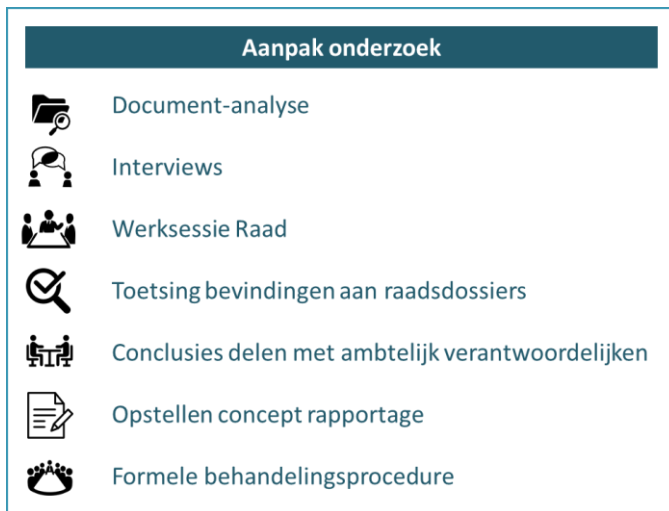 Aanpak onderzoek
Document-analyse
Interviews
Werksessie Raad
Toetsing bevindingen aan raadsdossiers
Conclusies delen met ambtelijk verantwoordelijken
Opstellen concept rapportage
Formele behandelingsprocedure